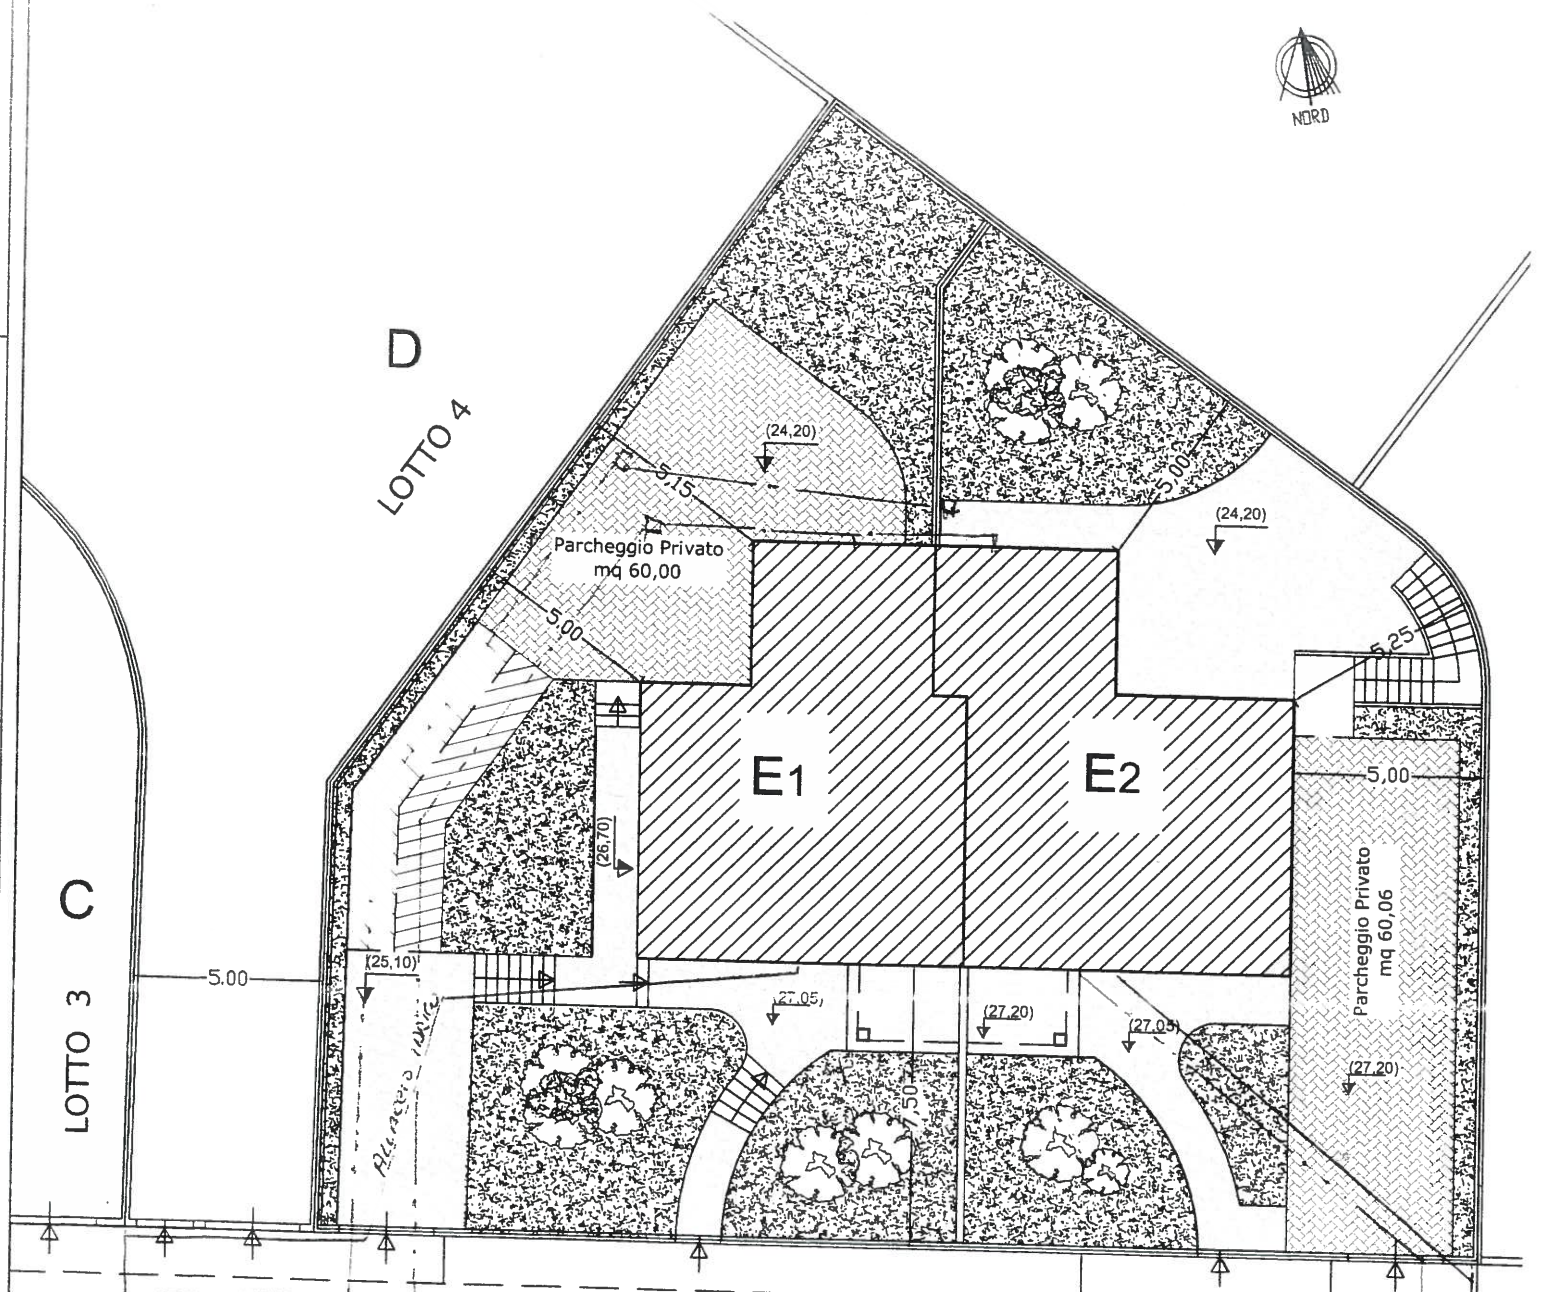 NORD
D
LOTTO 4
(24,20)
5,15
5,00
(24,20)
Parcheggio Privato
mq 60,00
5,00
5,25
E1
E2
5,00
(26,70)
C
LOTTO 3
5.00
(25,10)
(27,05)
(27,20)
(27,05)
Parcheggio Privato
mq 60,06
(27,20)
,50